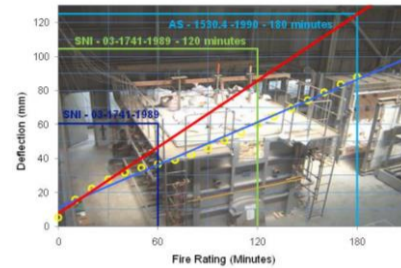 120
100
80
60
40
20
0
Deflection (mm)
AS - 1530.4 -1990 - 180 minutes
SNI - 03-1741-1989 - 120 minutes
SNI - 03-1741-1989
0 60 120 180
Fire Rating (Minutes)